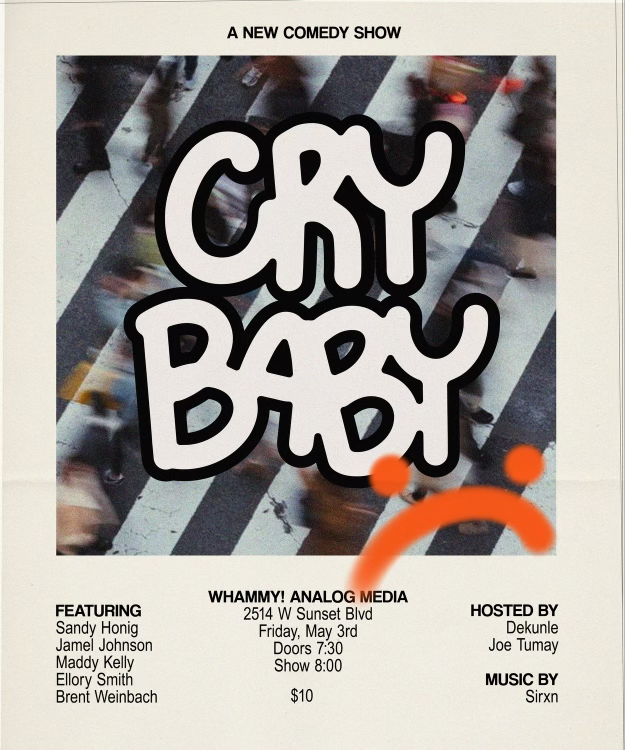 A NEW COMEDY SHOW
CRY
BABY
WHAMMY! ANALOG MEDIA
2514 W Sunset Blvd
Friday, May 3rd
Doors 7:30
Show 8:00
$10
FEATURING
Sandy Honig
Jamel Johnson
Maddy Kelly
Ellory Smith
Brent Weinbach
HOSTED BY
Dekunle
Joe Tumay
MUSIC BY
Sirxn